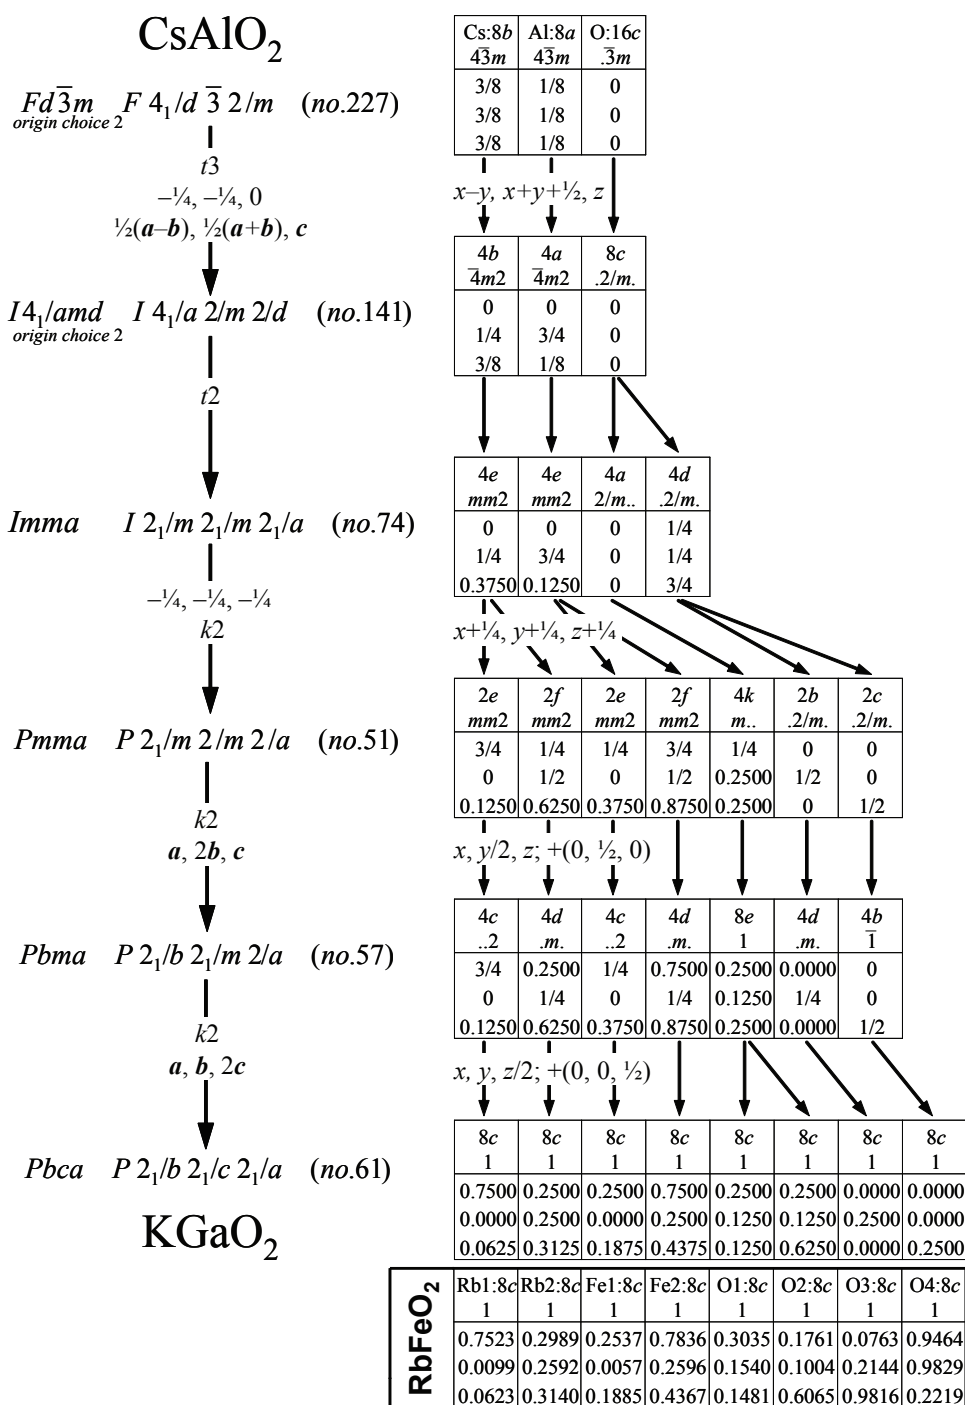 CsAlO2
Cs:8b Al:8a O:16c
4̄3m 4̄3m .3̄m
3/8 1/8 0
3/8 1/8 0
3/8 1/8 0
Fd3̄m F 41/d 3̄ 2/m (no.227)
origin choice 2
t3
–¼, –¼, 0
½(a–b), ½(a+b), c
x–y, x+y+½, z
4b 4a 8c
4̄m2 4̄m2 .2/m.
0 0 0
1/4 3/4 0
3/8 1/8 0
I41/amd I 41/a 2/m 2/d (no.141)
origin choice 2
t2
4e 4e 4a 4d
mm2 mm2 2/m.. .2/m.
0 0 0 1/4
1/4 3/4 0 1/4
0.3750 0.1250 0 3/4
Imma I 21/m 21/m 21/a (no.74)
–¼, –¼, –¼
k2
x+¼, y+¼, z+¼
2e 2f 2e 2f 4k 2b 2c
mm2 mm2 mm2 mm2 m.. .2/m. .2/m.
3/4 1/4 1/4 3/4 1/4 0 0
0 1/2 0 1/2 0.2500 1/2 0
0.1250 0.6250 0.3750 0.8750 0.2500 0 1/2
Pmma P 21/m 2/m 2/a (no.51)
k2
a, 2b, c
x, y/2, z; +(0, ½, 0)
4c 4d 4c 4d 8e 4d 4b
..2 .m. ..2 .m. 1 .m. 1̄
3/4 0.2500 1/4 0.7500 0.2500 0.0000 0
0 1/4 0 1/4 0.1250 1/4 0
0.1250 0.6250 0.3750 0.8750 0.2500 0.0000 1/2
Pbma P 21/b 21/m 2/a (no.57)
k2
a, b, 2c
x, y, z/2; +(0, 0, ½)
8c 8c 8c 8c 8c 8c 8c 8c
1 1 1 1 1 1 1 1
0.7500 0.2500 0.2500 0.7500 0.2500 0.2500 0.0000 0.0000
0.0000 0.2500 0.0000 0.2500 0.1250 0.1250 0.2500 0.0000
0.0625 0.3125 0.1875 0.4375 0.1250 0.6250 0.0000 0.2500
Pbca P 21/b 21/c 21/a (no.61)
KGaO2
RbFeO2
Rb1:8c Rb2:8c Fe1:8c Fe2:8c O1:8c O2:8c O3:8c O4:8c
1 1 1 1 1 1 1 1
0.7523 0.2989 0.2537 0.7836 0.3035 0.1761 0.0763 0.9464
0.0099 0.2592 0.0057 0.2596 0.1540 0.1004 0.2144 0.9829
0.0623 0.3140 0.1885 0.4367 0.1481 0.6065 0.9816 0.2219